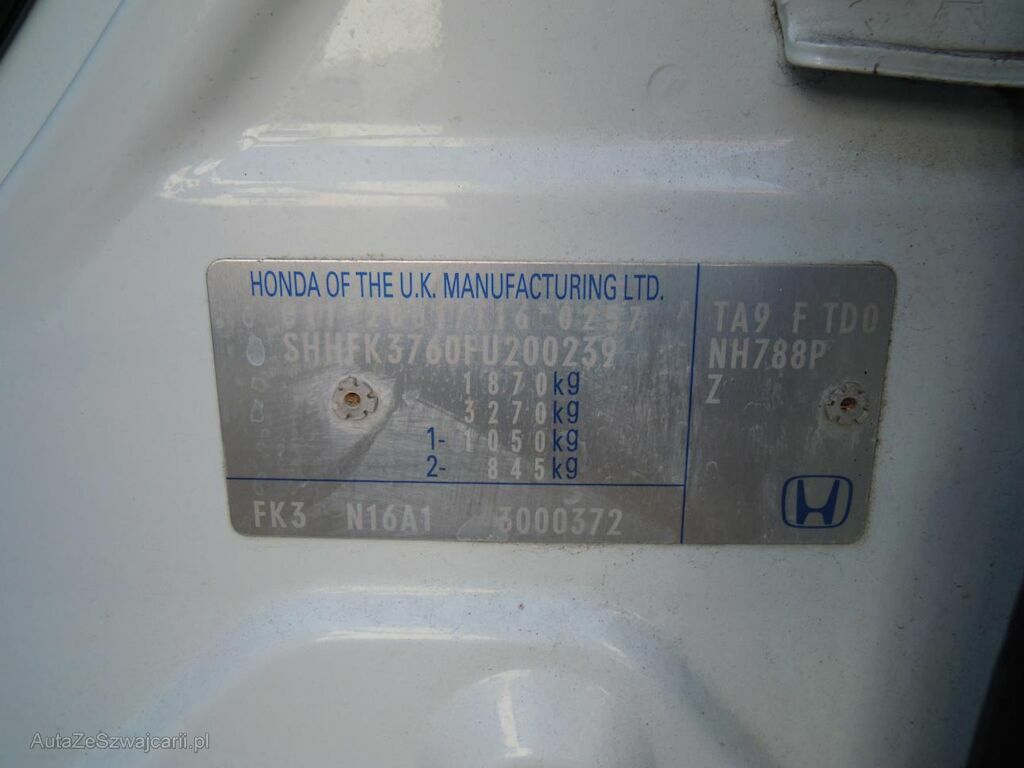 HONDA OF THE U.K. MANUFACTURING LTD.
SHHFK3760FU200239
1870kg
3270kg
1- 1050kg
2- 845kg
FK3 N16A1 3000372
TA9 F TD0
NH788P
Z
AutaZeSzwajcarii.pl